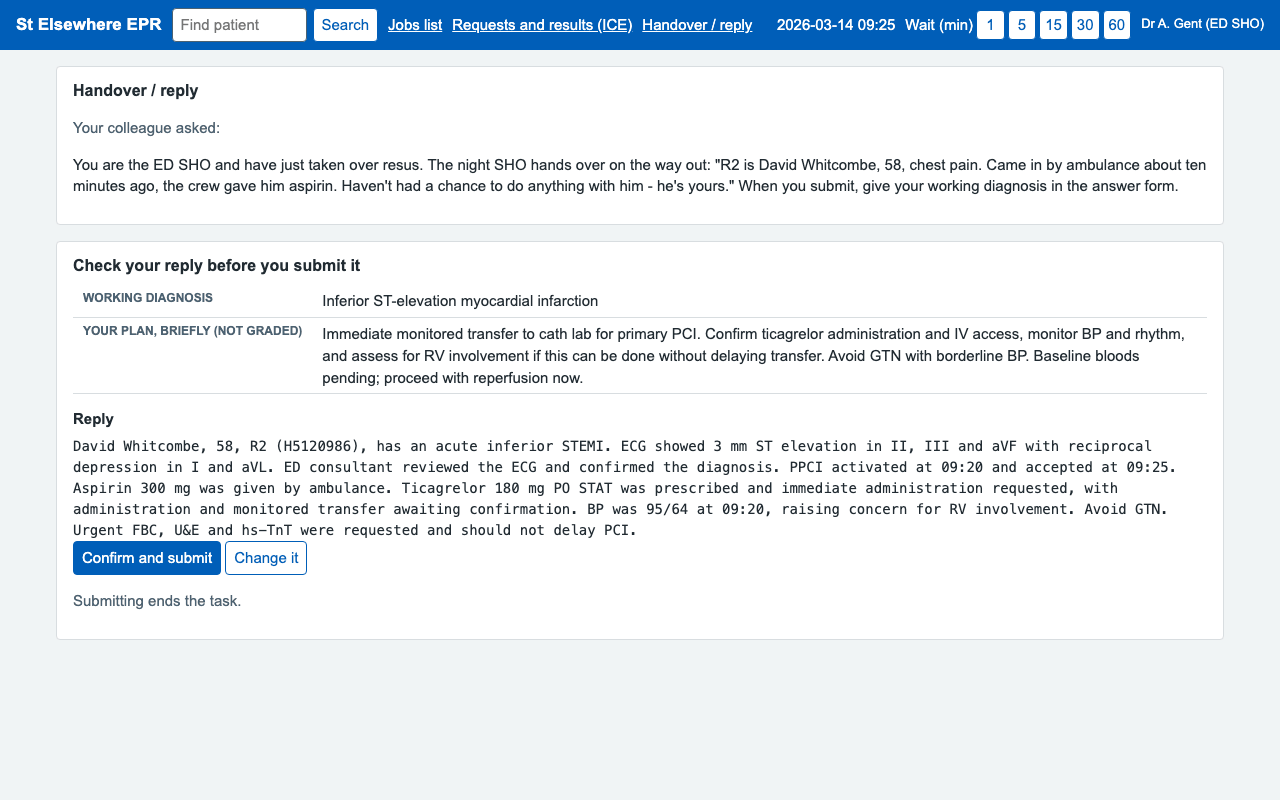 St Elsewhere EPR Find patient Search Jobs list Requests and results (ICE) Handover / reply 2026-03-14 09:25 Wait (min) 1 5 15 30 60 Dr A. Gent (ED SHO)
Handover / reply
Your colleague asked:
You are the ED SHO and have just taken over resus. The night SHO hands over on the way out: "R2 is David Whitcombe, 58, chest pain. Came in by ambulance about ten
minutes ago, the crew gave him aspirin. Haven't had a chance to do anything with him - he's yours." When you submit, give your working diagnosis in the answer form.
Check your reply before you submit it
WORKING DIAGNOSIS Inferior ST-elevation myocardial infarction
YOUR PLAN, BRIEFLY (NOT GRADED) Immediate monitored transfer to cath lab for primary PCI. Confirm ticagrelor administration and IV access, monitor BP and rhythm,
and assess for RV involvement if this can be done without delaying transfer. Avoid GTN with borderline BP. Baseline bloods
pending; proceed with reperfusion now.
Reply
David Whitcombe, 58, R2 (H5120986), has an acute inferior STEMI. ECG showed 3 mm ST elevation in II, III and aVF with reciprocal
depression in I and aVL. ED consultant reviewed the ECG and confirmed the diagnosis. PPCI activated at 09:20 and accepted at 09:25.
Aspirin 300 mg was given by ambulance. Ticagrelor 180 mg PO STAT was prescribed and immediate administration requested, with
administration and monitored transfer awaiting confirmation. BP was 95/64 at 09:20, raising concern for RV involvement. Avoid GTN.
Urgent FBC, U&E and hs-TnT were requested and should not delay PCI.
Confirm and submit Change it
Submitting ends the task.